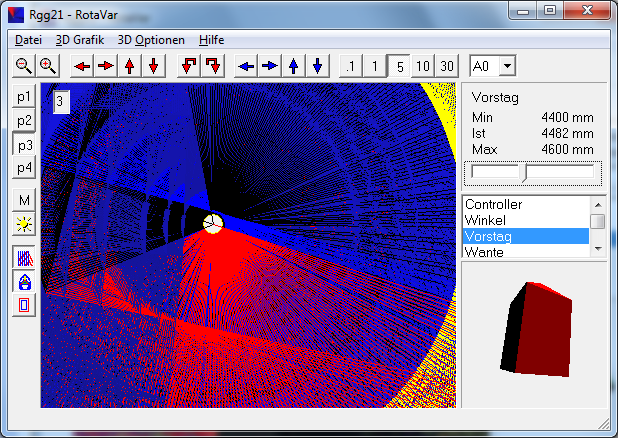 Rgg21 - RotaVar
Datei 3D Grafik 3D Optionen Hilfe
.1 1 5 10 30 A0
p1
p2
p3
p4
M
3
Vorstag
Min 4400 mm
Ist 4482 mm
Max 4600 mm
Controller
Winkel
Vorstag
Wante